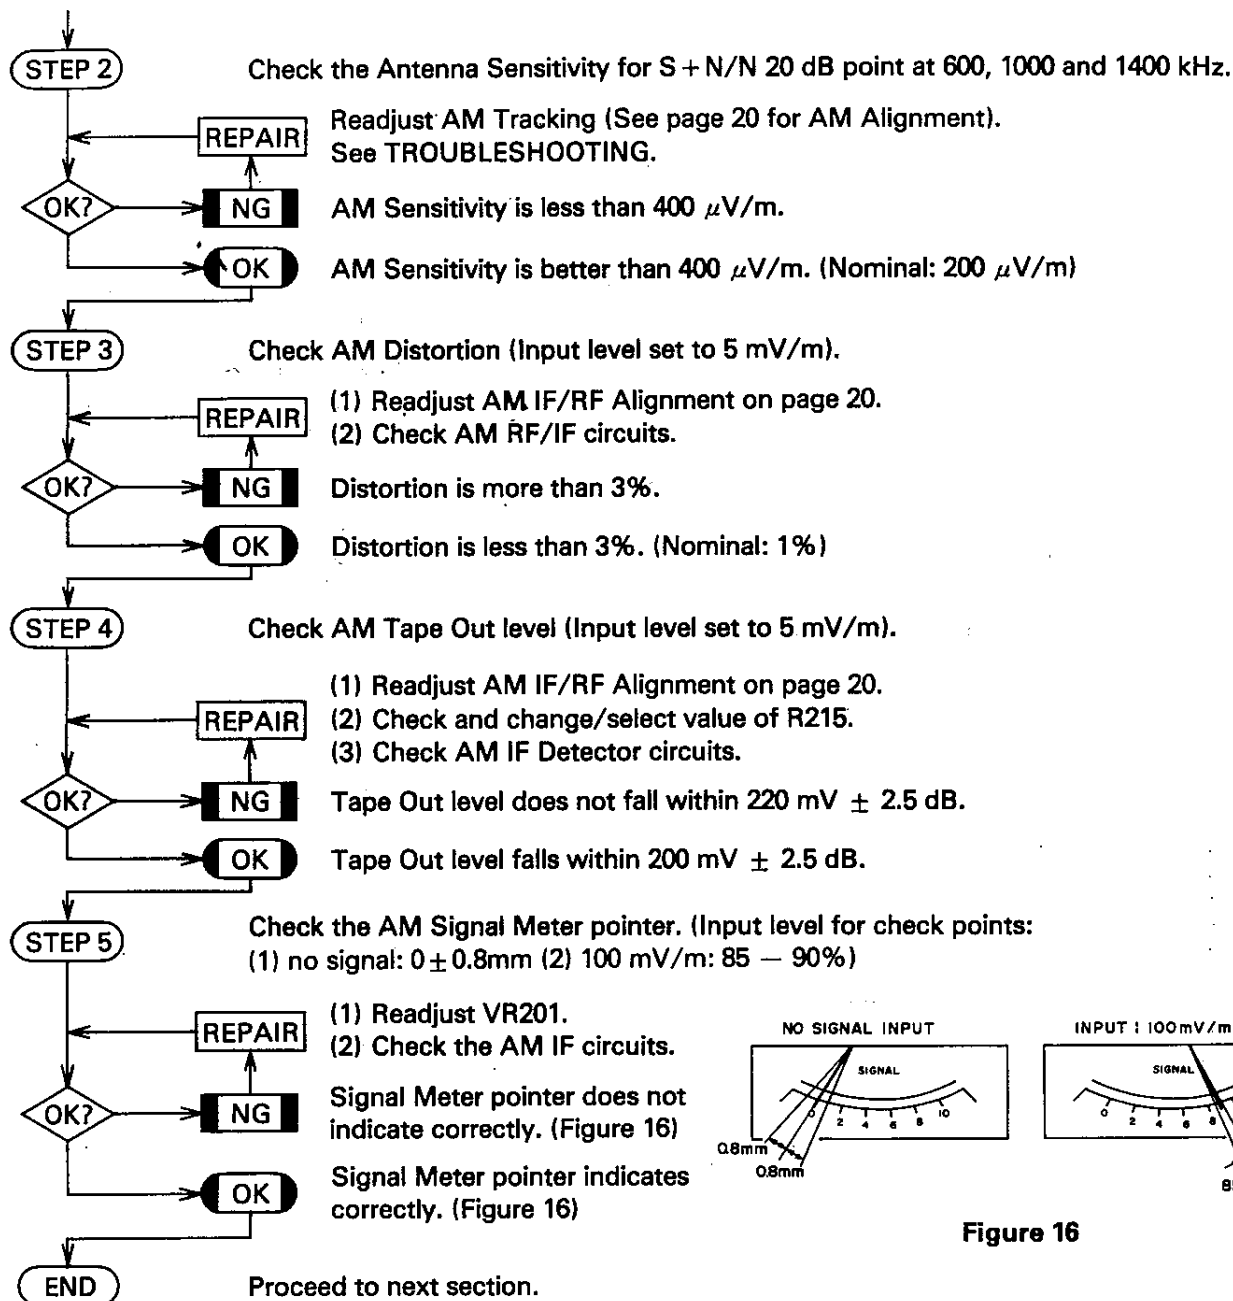 STEP 2
Check the Antenna Sensitivity for S + N/N 20 dB point at 600, 1000 and 1400 kHz.
REPAIR
Readjust AM Tracking (See page 20 for AM Alignment).
See TROUBLESHOOTING.
OK?
NG
AM Sensitivity is less than 400 μV/m.
OK
AM Sensitivity is better than 400 μV/m. (Nominal: 200 μV/m)
STEP 3
Check AM Distortion (Input level set to 5 mV/m).
REPAIR
(1) Readjust AM IF/RF Alignment on page 20.
(2) Check AM RF/IF circuits.
OK?
NG
Distortion is more than 3%.
OK
Distortion is less than 3%. (Nominal: 1%)
STEP 4
Check AM Tape Out level (Input level set to 5 mV/m).
REPAIR
(1) Readjust AM IF/RF Alignment on page 20.
(2) Check and change/select value of R215.
(3) Check AM IF Detector circuits.
OK?
NG
Tape Out level does not fall within 220 mV ± 2.5 dB.
OK
Tape Out level falls within 200 mV ± 2.5 dB.
STEP 5
Check the AM Signal Meter pointer. (Input level for check points:
(1) no signal: 0±0.8mm (2) 100 mV/m: 85 – 90%)
REPAIR
(1) Readjust VR201.
(2) Check the AM IF circuits.
OK?
NG
Signal Meter pointer does not
indicate correctly. (Figure 16)
OK
Signal Meter pointer indicates
correctly. (Figure 16)
NO SIGNAL INPUT
SIGNAL
0 2 4 6 8 10
0.8mm
0.8mm
INPUT : 100mV/m
SIGNAL
0 2 4 6 8
Figure 16
END
Proceed to next section.